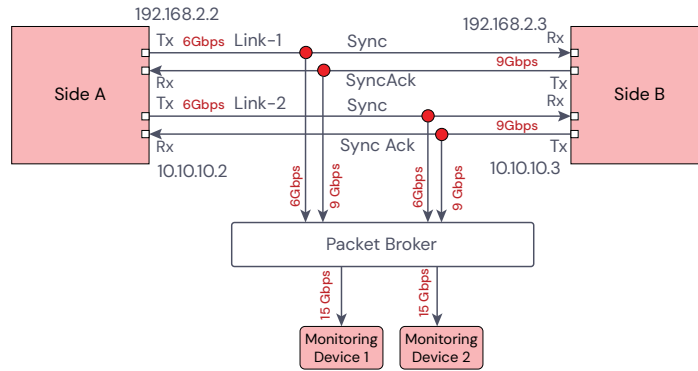 192.168.2.2
192.168.2.3
Tx 6Gbps Link-1 Sync Rx
9Gbps
Rx SyncAck Tx
Side A
Side B
Tx 6Gbps Link-2 Sync Rx
9Gbps
Rx Sync Ack Tx
10.10.10.2
10.10.10.3
6Gbps
9 Gbps
6Gbps
9 Gbps
Packet Broker
15 Gbps
15 Gbps
Monitoring
Device 1
Monitoring
Device 2